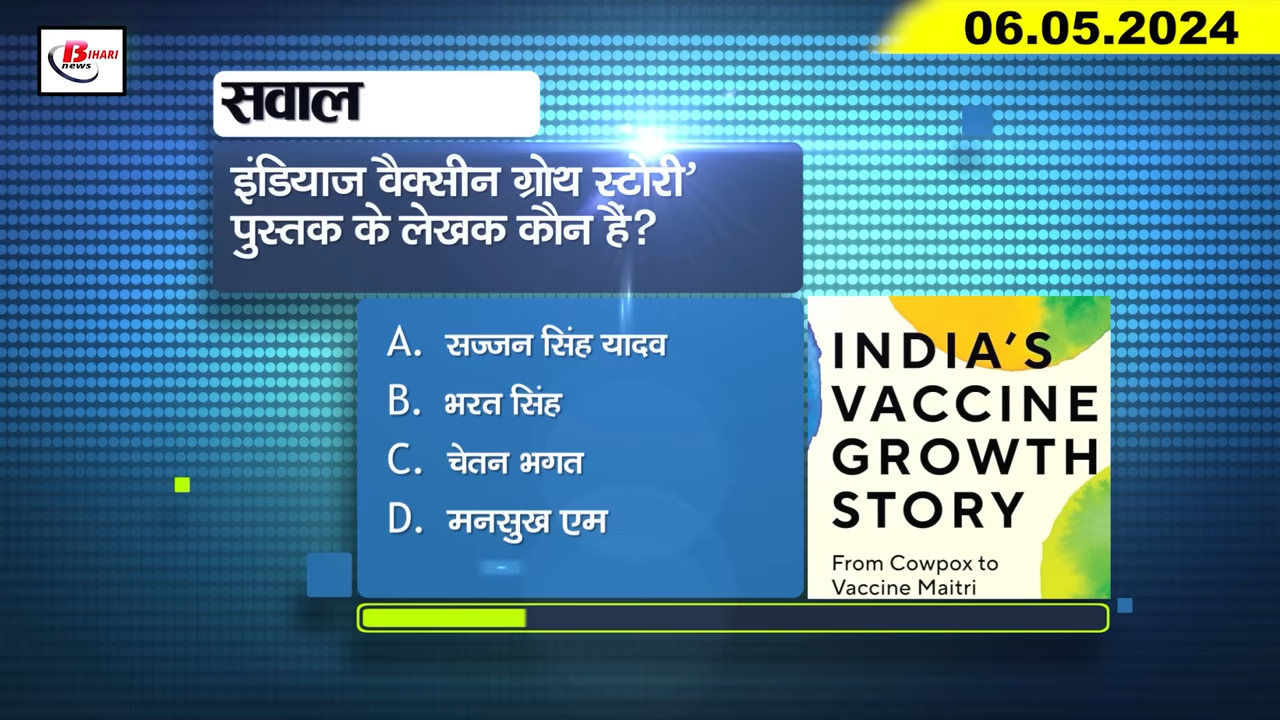 BIHARI
news
06.05.2024
सवाल
इंडियाज वैक्सीन ग्रोथ स्टोरी’
पुस्तक के लेखक कौन हैं?
A. सज्जन सिंह यादव
B. भरत सिंह
C. चेतन भगत
D. मनसुख एम
INDIA’S
VACCINE
GROWTH
STORY
From Cowpox to
Vaccine Maitri